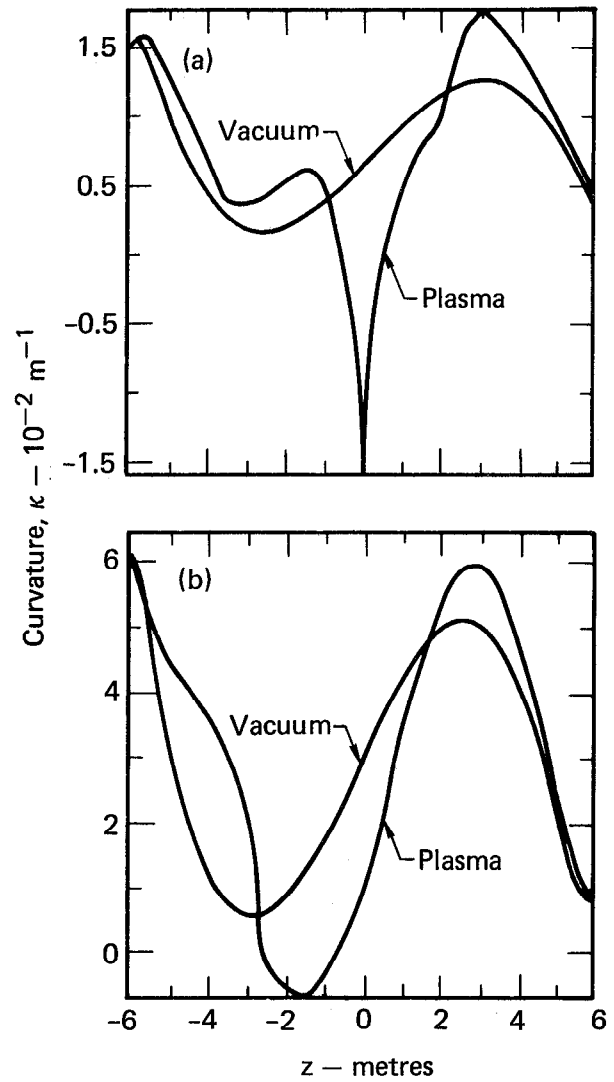 (a)
1.5
0.5
−0.5
−1.5
Vacuum
Plasma
Curvature, κ — 10⁻² m⁻¹
(b)
6
4
2
0
Vacuum
Plasma
−6 −4 −2 0 2 4 6
z — metres